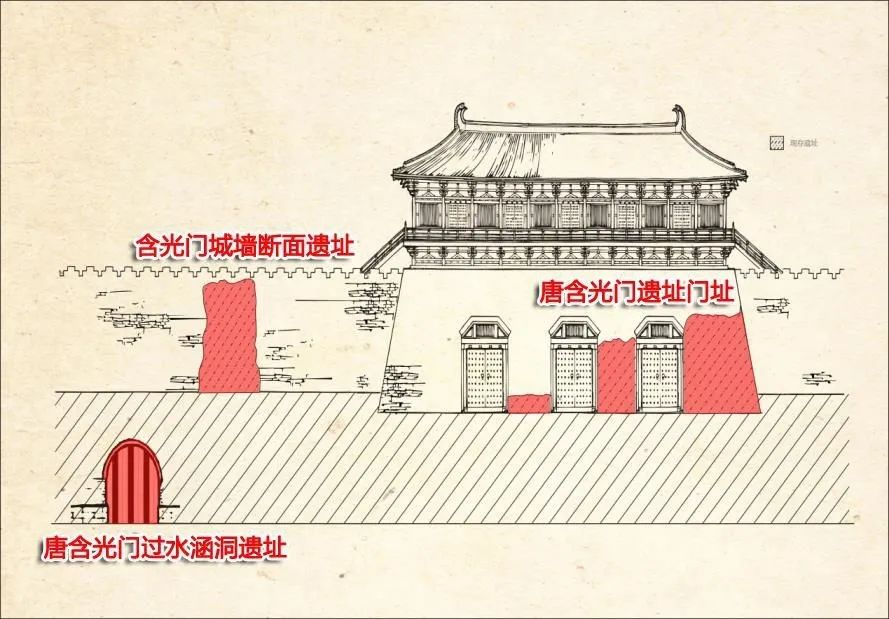 现存遗址
含光门城墙断面遗址
唐含光门遗址门址
唐含光门过水涵洞遗址